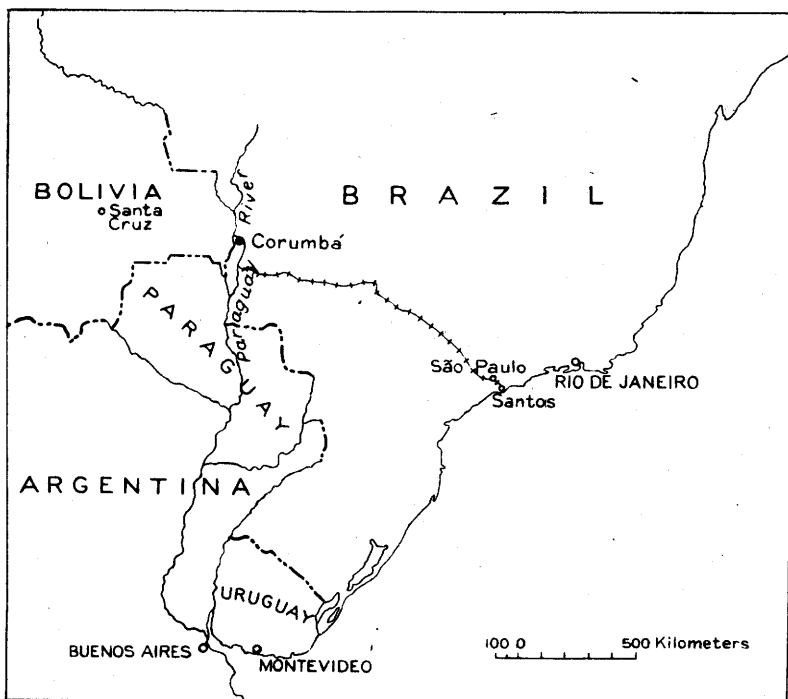 BOLIVIA
BRAZIL
Santa
Cruz
River
Corumbá
Paraguay
PARAGUAY
São Paulo
RIO DE JANEIRO
Santos
ARGENTINA
URUGUAY
BUENOS AIRES
MONTEVIDEO
100 0 500 Kilometers